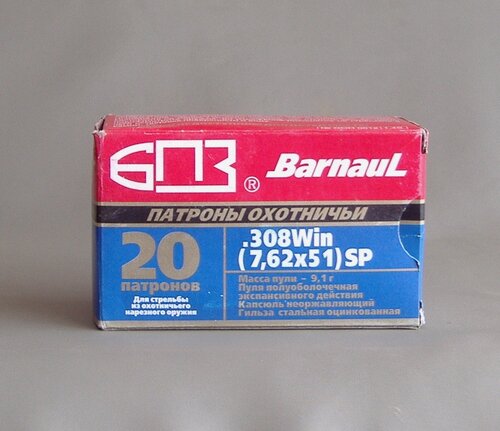 БПЗ ® Barnaul
ПАТРОНЫ ОХОТНИЧЬИ
20
патронов
Для стрельбы
из охотничьего
нарезного оружия
.308Win
(7,62x51) SP
Масса пули – 9,1 г
Пуля полуоболочечная
экспансивного действия
Капсюль неоржавляющий
Гильза стальная оцинкованная